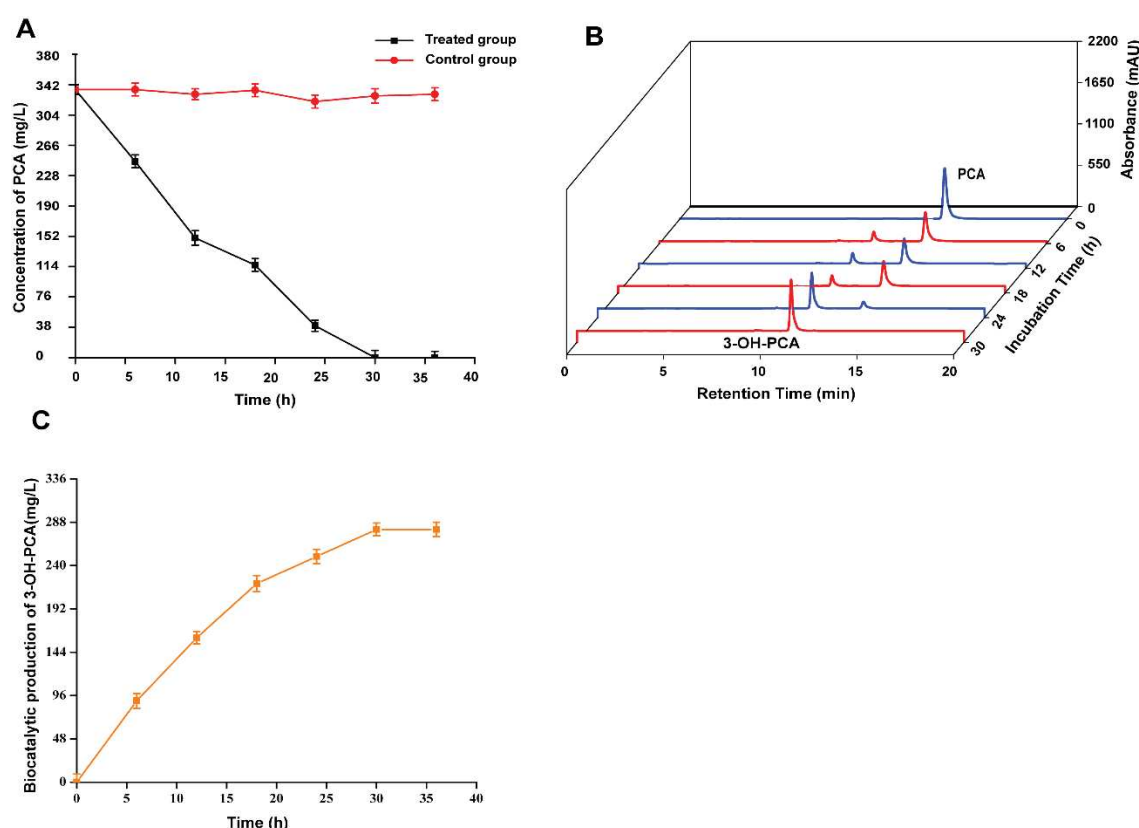 A
Treated group
Control group
380
342
304
266
228
190
152
114
76
38
0
Concentration of PCA (mg/L)
0 5 10 15 20 25 30 35 40
Time (h)
B
2200
1650
1100
550
0
Absorbance (mAU)
PCA
0
6
12
18
24
30
Incubation Time (h)
3-OH-PCA
0 5 10 15 20
Retention Time (min)
C
336
288
240
192
144
96
48
0
Biocatalytic production of 3-OH-PCA(mg/L)
0 5 10 15 20 25 30 35 40
Time (h)